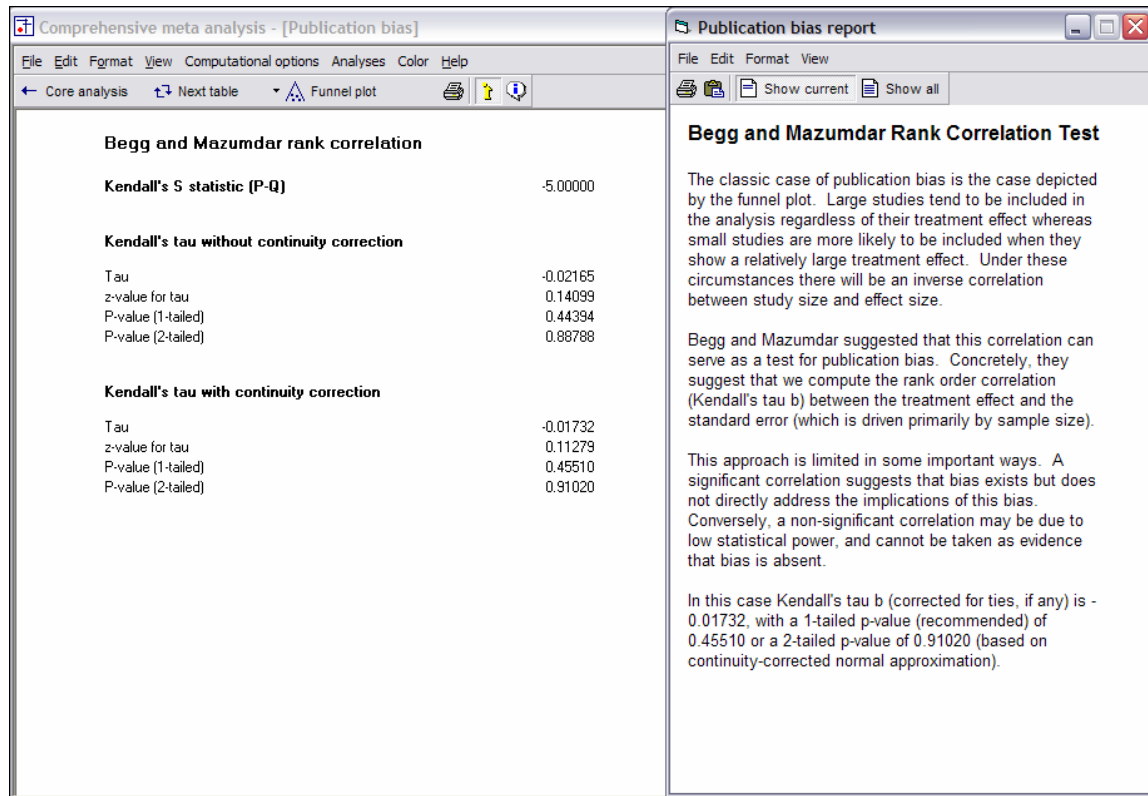 Comprehensive meta analysis - [Publication bias]
File Edit Format View Computational options Analyses Color Help
Core analysis Next table Funnel plot
Begg and Mazumdar rank correlation
Kendall's S statistic (P-Q) -5.00000
Kendall's tau without continuity correction
Tau -0.02165
z-value for tau 0.14099
P-value (1-tailed) 0.44394
P-value (2-tailed) 0.88788
Kendall's tau with continuity correction
Tau -0.01732
z-value for tau 0.11279
P-value (1-tailed) 0.45510
P-value (2-tailed) 0.91020
Publication bias report
File Edit Format View
Show current Show all
Begg and Mazumdar Rank Correlation Test
The classic case of publication bias is the case depicted
by the funnel plot. Large studies tend to be included in
the analysis regardless of their treatment effect whereas
small studies are more likely to be included when they
show a relatively large treatment effect. Under these
circumstances there will be an inverse correlation
between study size and effect size.
Begg and Mazumdar suggested that this correlation can
serve as a test for publication bias. Concretely, they
suggest that we compute the rank order correlation
(Kendall's tau b) between the treatment effect and the
standard error (which is driven primarily by sample size).
This approach is limited in some important ways. A
significant correlation suggests that bias exists but does
not directly address the implications of this bias.
Conversely, a non-significant correlation may be due to
low statistical power, and cannot be taken as evidence
that bias is absent.
In this case Kendall's tau b (corrected for ties, if any) is -
0.01732, with a 1-tailed p-value (recommended) of
0.45510 or a 2-tailed p-value of 0.91020 (based on
continuity-corrected normal approximation).